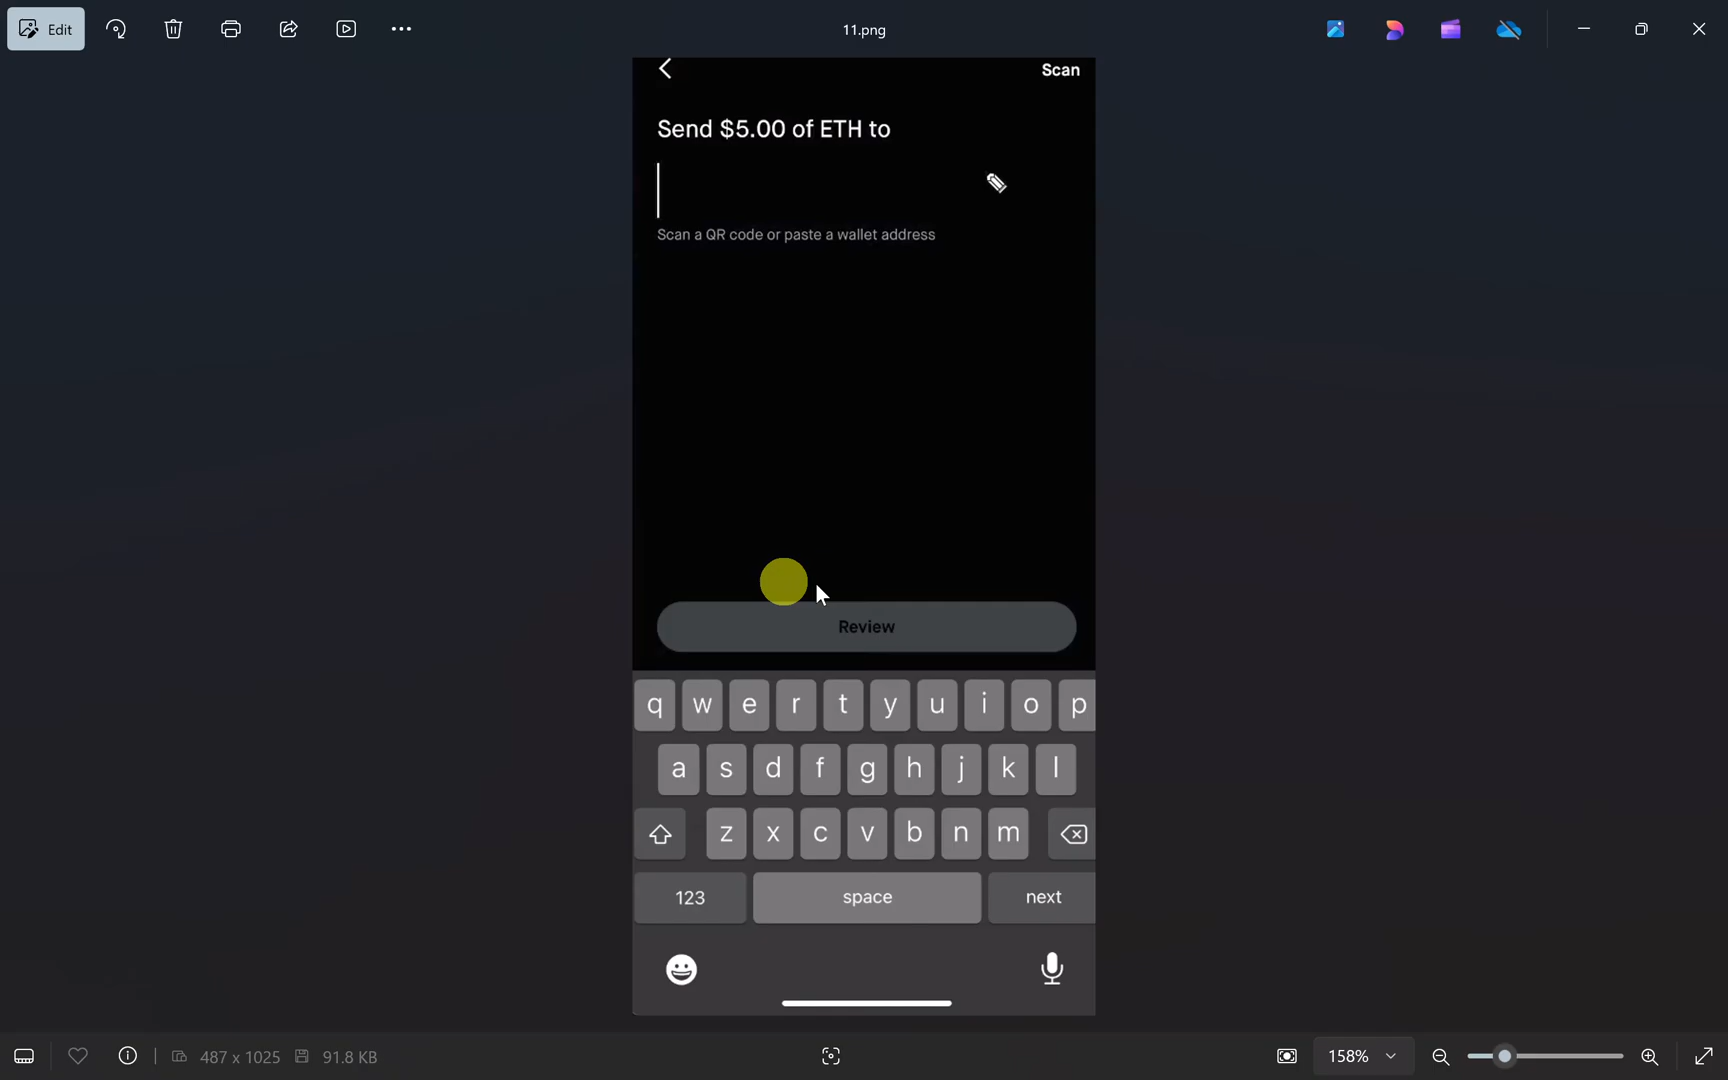 Edit
11.png
Scan
Send $5.00 of ETH to
Scan a QR code or paste a wallet address
Review
q w e r t y u i o p
a s d f g h j k l
z x c v b n m
123 space next
487 x 1025 91.8 KB 158%